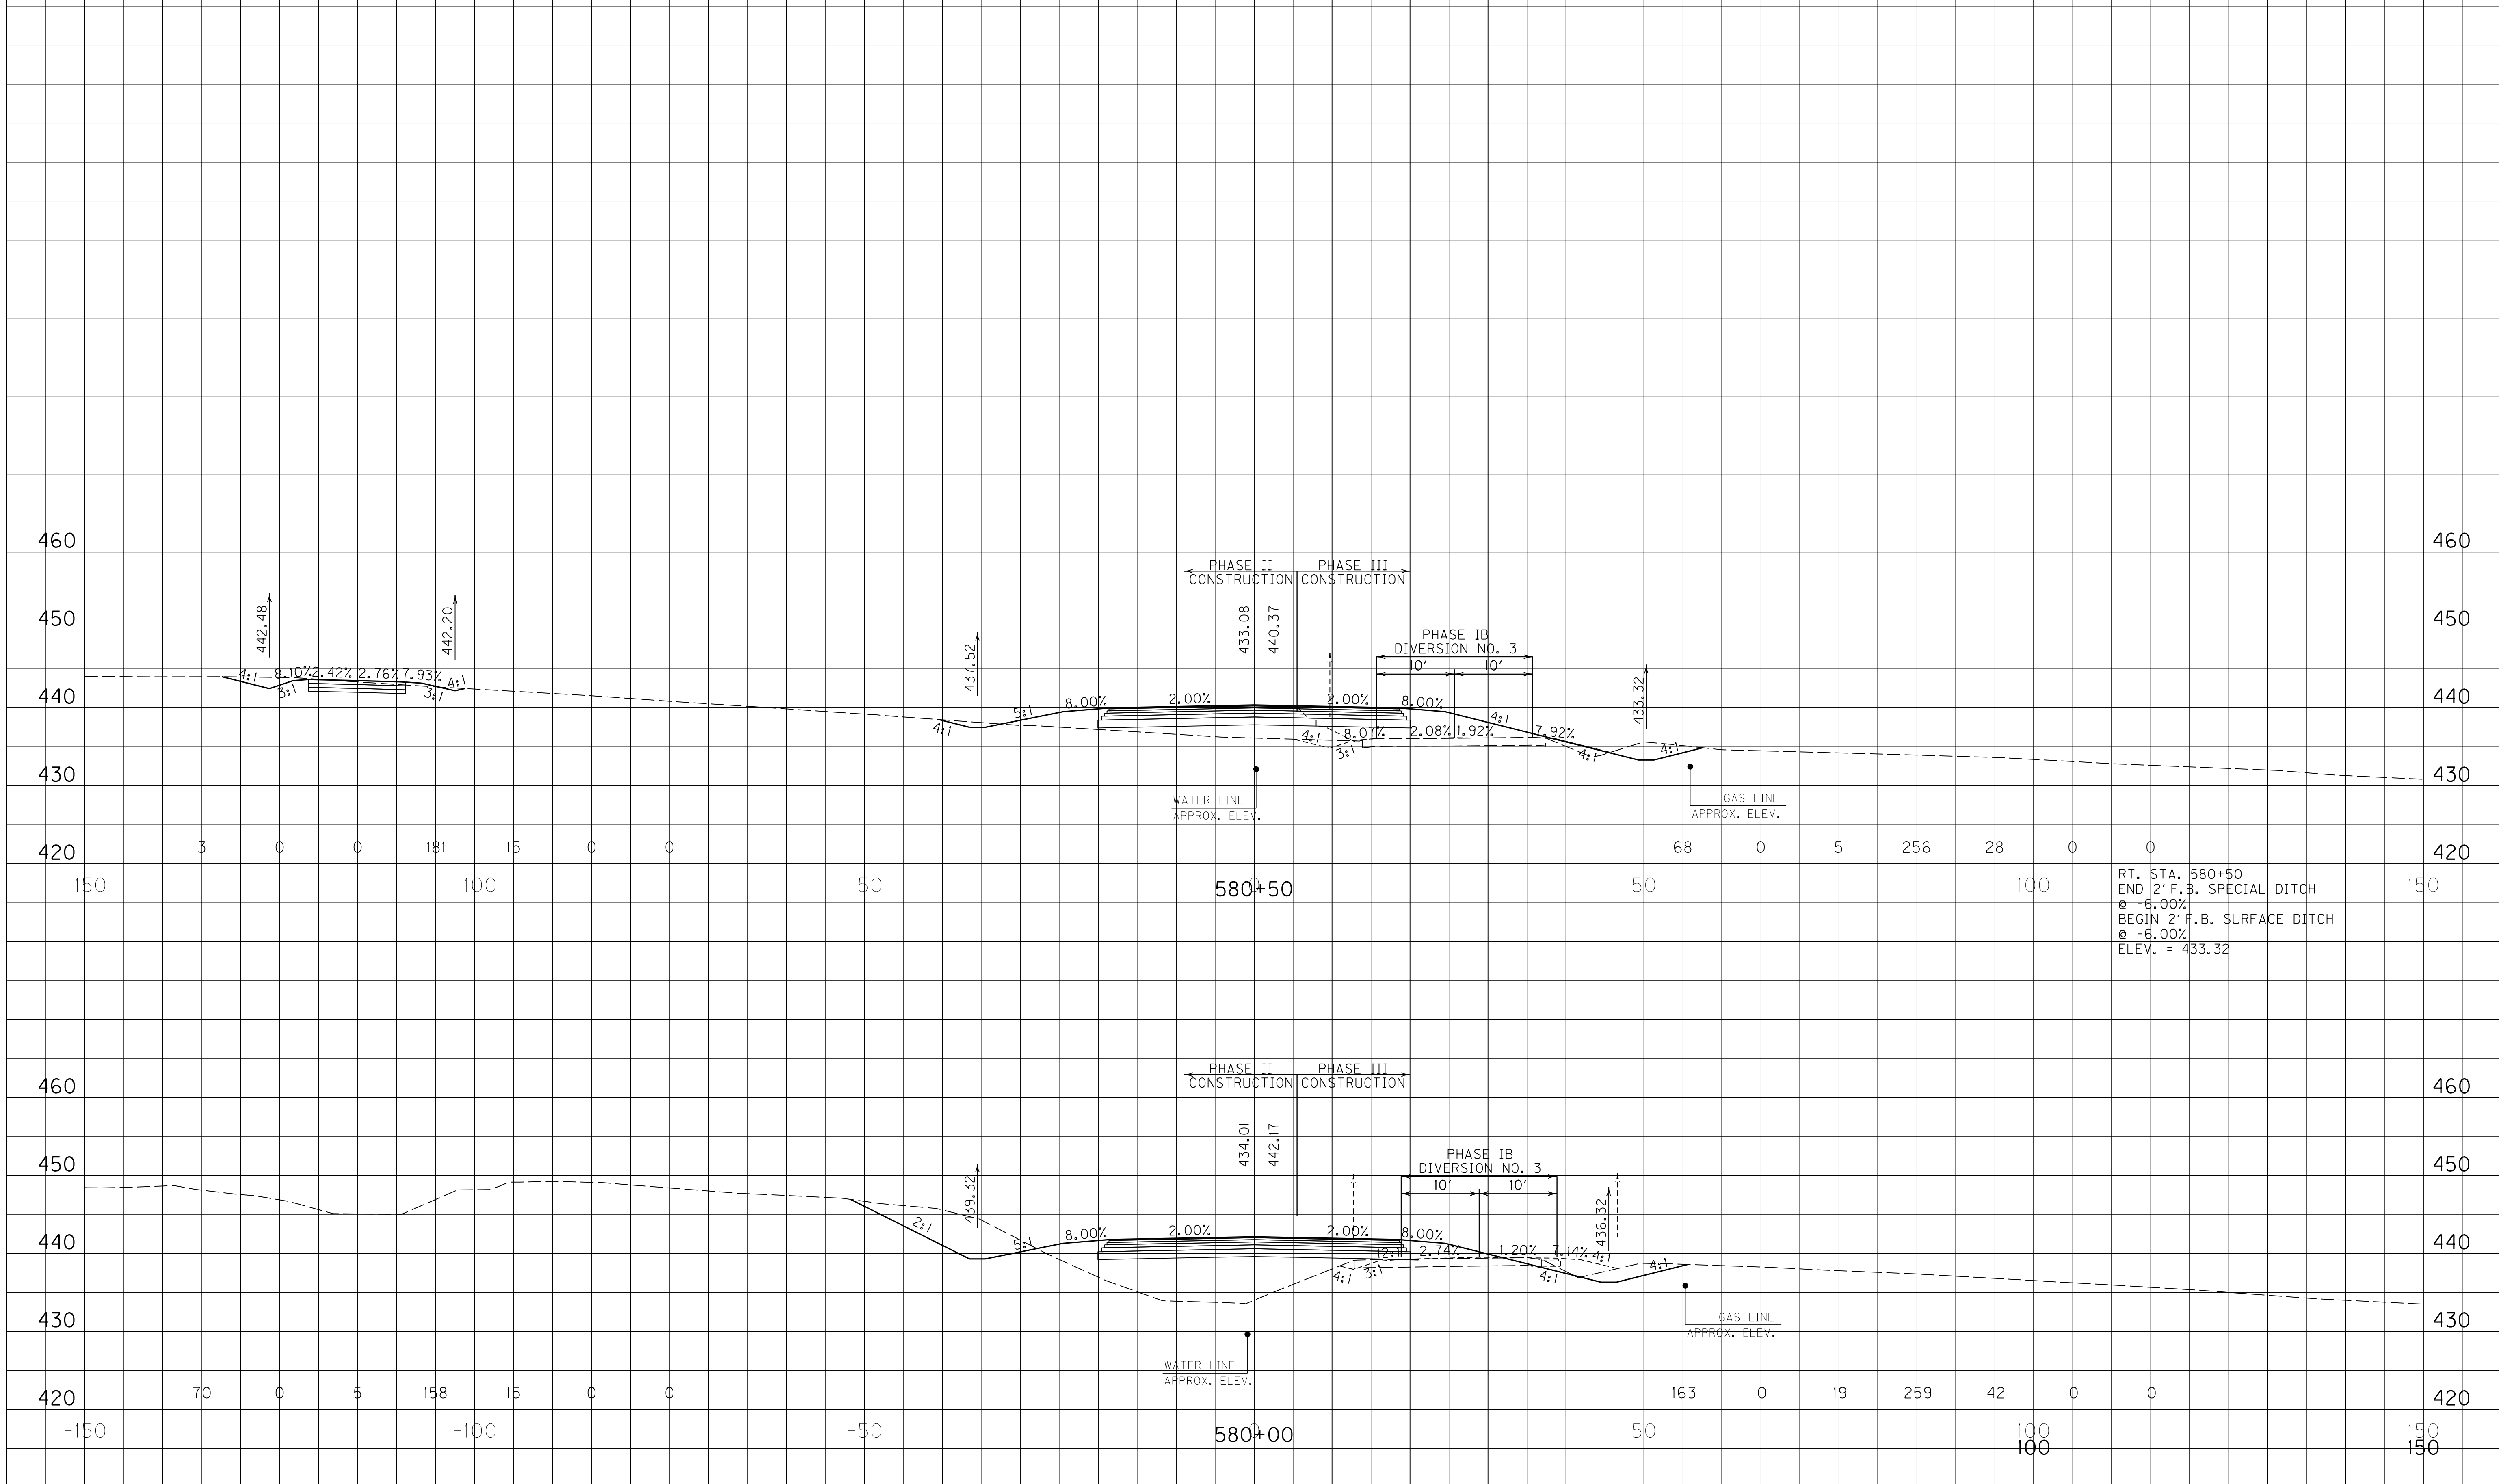 460 460
PHASE II PHASE III
CONSTRUCTION CONSTRUCTION
450 450
442.48 442.20 437.52 433.08 440.37 433.32
PHASE IB
DIVERSION NO. 3
10' 10'
4:1 8.10% 2.42% 2.76% 7.93% 4:1
3:1 3:1
440 440
8.00% 2.00% 2.00% 8.00%
4:1 5:1 4:1
4:1 8.07% 2.08% 1.92% 7.92%
3:1 4:1 4:1
430 430
WATER LINE
APPROX. ELEV.
GAS LINE
APPROX. ELEV.
3 0 0 181 15 0 0 68 0 5 256 28 0 0
420 420
-150 -100 -50 0 50 100 150
580+50
RT. STA. 580+50
END 2' F.B. SPECIAL DITCH
@ -6.00%
BEGIN 2' F.B. SURFACE DITCH
@ -6.00%
ELEV. = 433.32
460 460
PHASE II PHASE III
CONSTRUCTION CONSTRUCTION
450 450
439.32 434.01 442.17 436.32
PHASE IB
DIVERSION NO. 3
10' 10'
440 440
2:1 5:1 8.00% 2.00% 2.00% 8.00%
12:1 2.74% 1.20% 7.14% 4:1
4:1 3:1 4:1 4:1
430 430
GAS LINE
APPROX. ELEV.
WATER LINE
APPROX. ELEV.
70 0 5 158 15 0 0 163 0 19 259 42 0 0
420 420
-150 -100 -50 0 50 100 150
580+00
100 150